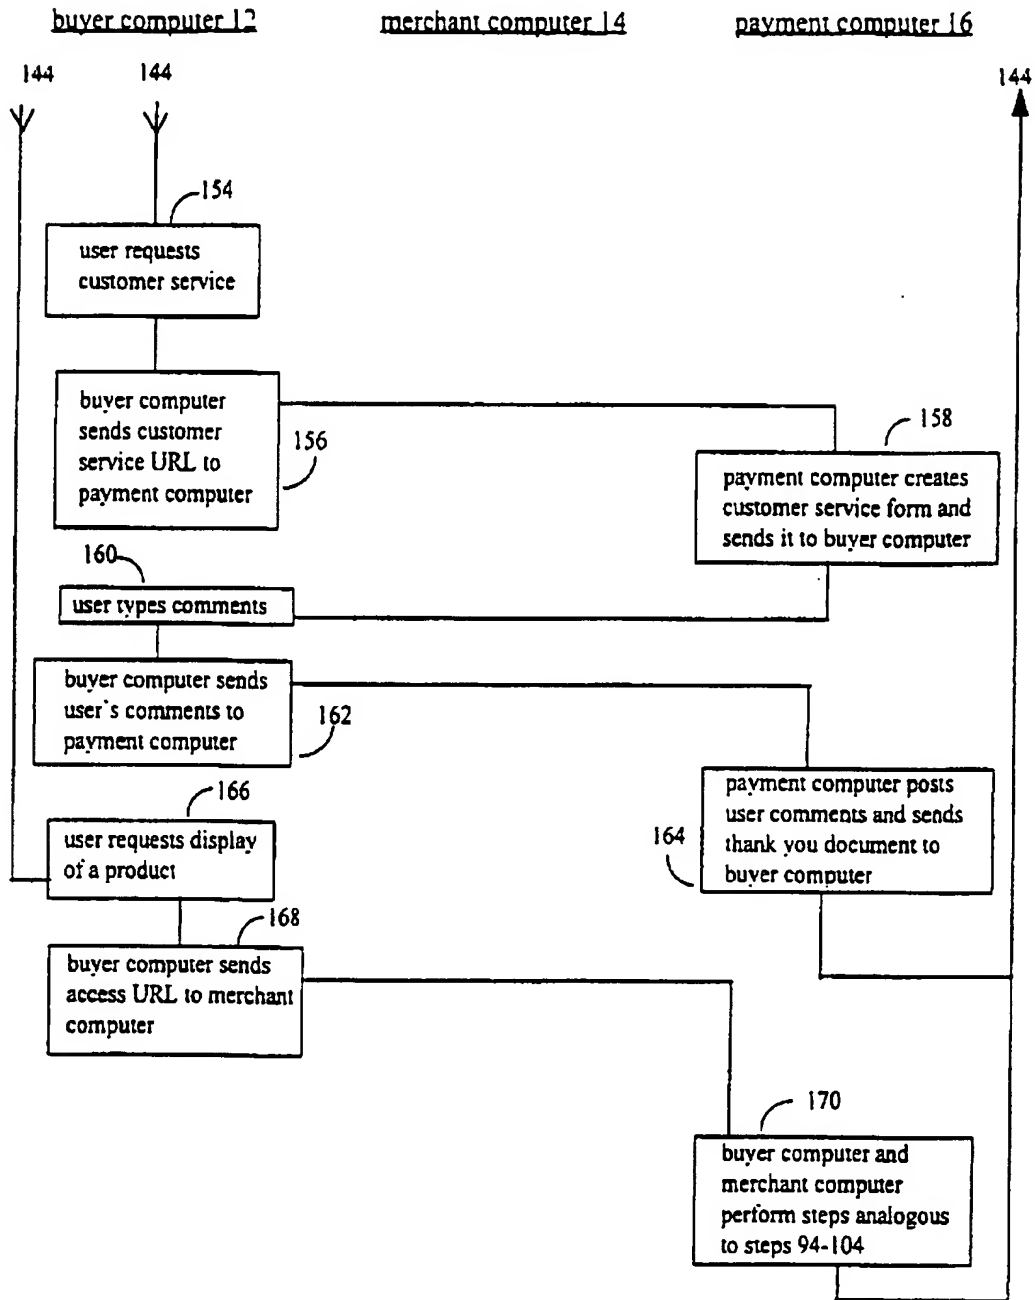 buyer computer 12
merchant computer 14
payment computer 16
144
144
144
154
user requests
customer service
buyer computer
sends customer
service URL to
payment computer
156
158
payment computer creates
customer service form and
sends it to buyer computer
160
user types comments
buyer computer sends
user's comments to
payment computer
162
payment computer posts
user comments and sends
thank you document to
buyer computer
164
166
user requests display
of a product
168
buyer computer sends
access URL to merchant
computer
170
buyer computer and
merchant computer
perform steps analogous
to steps 94-104